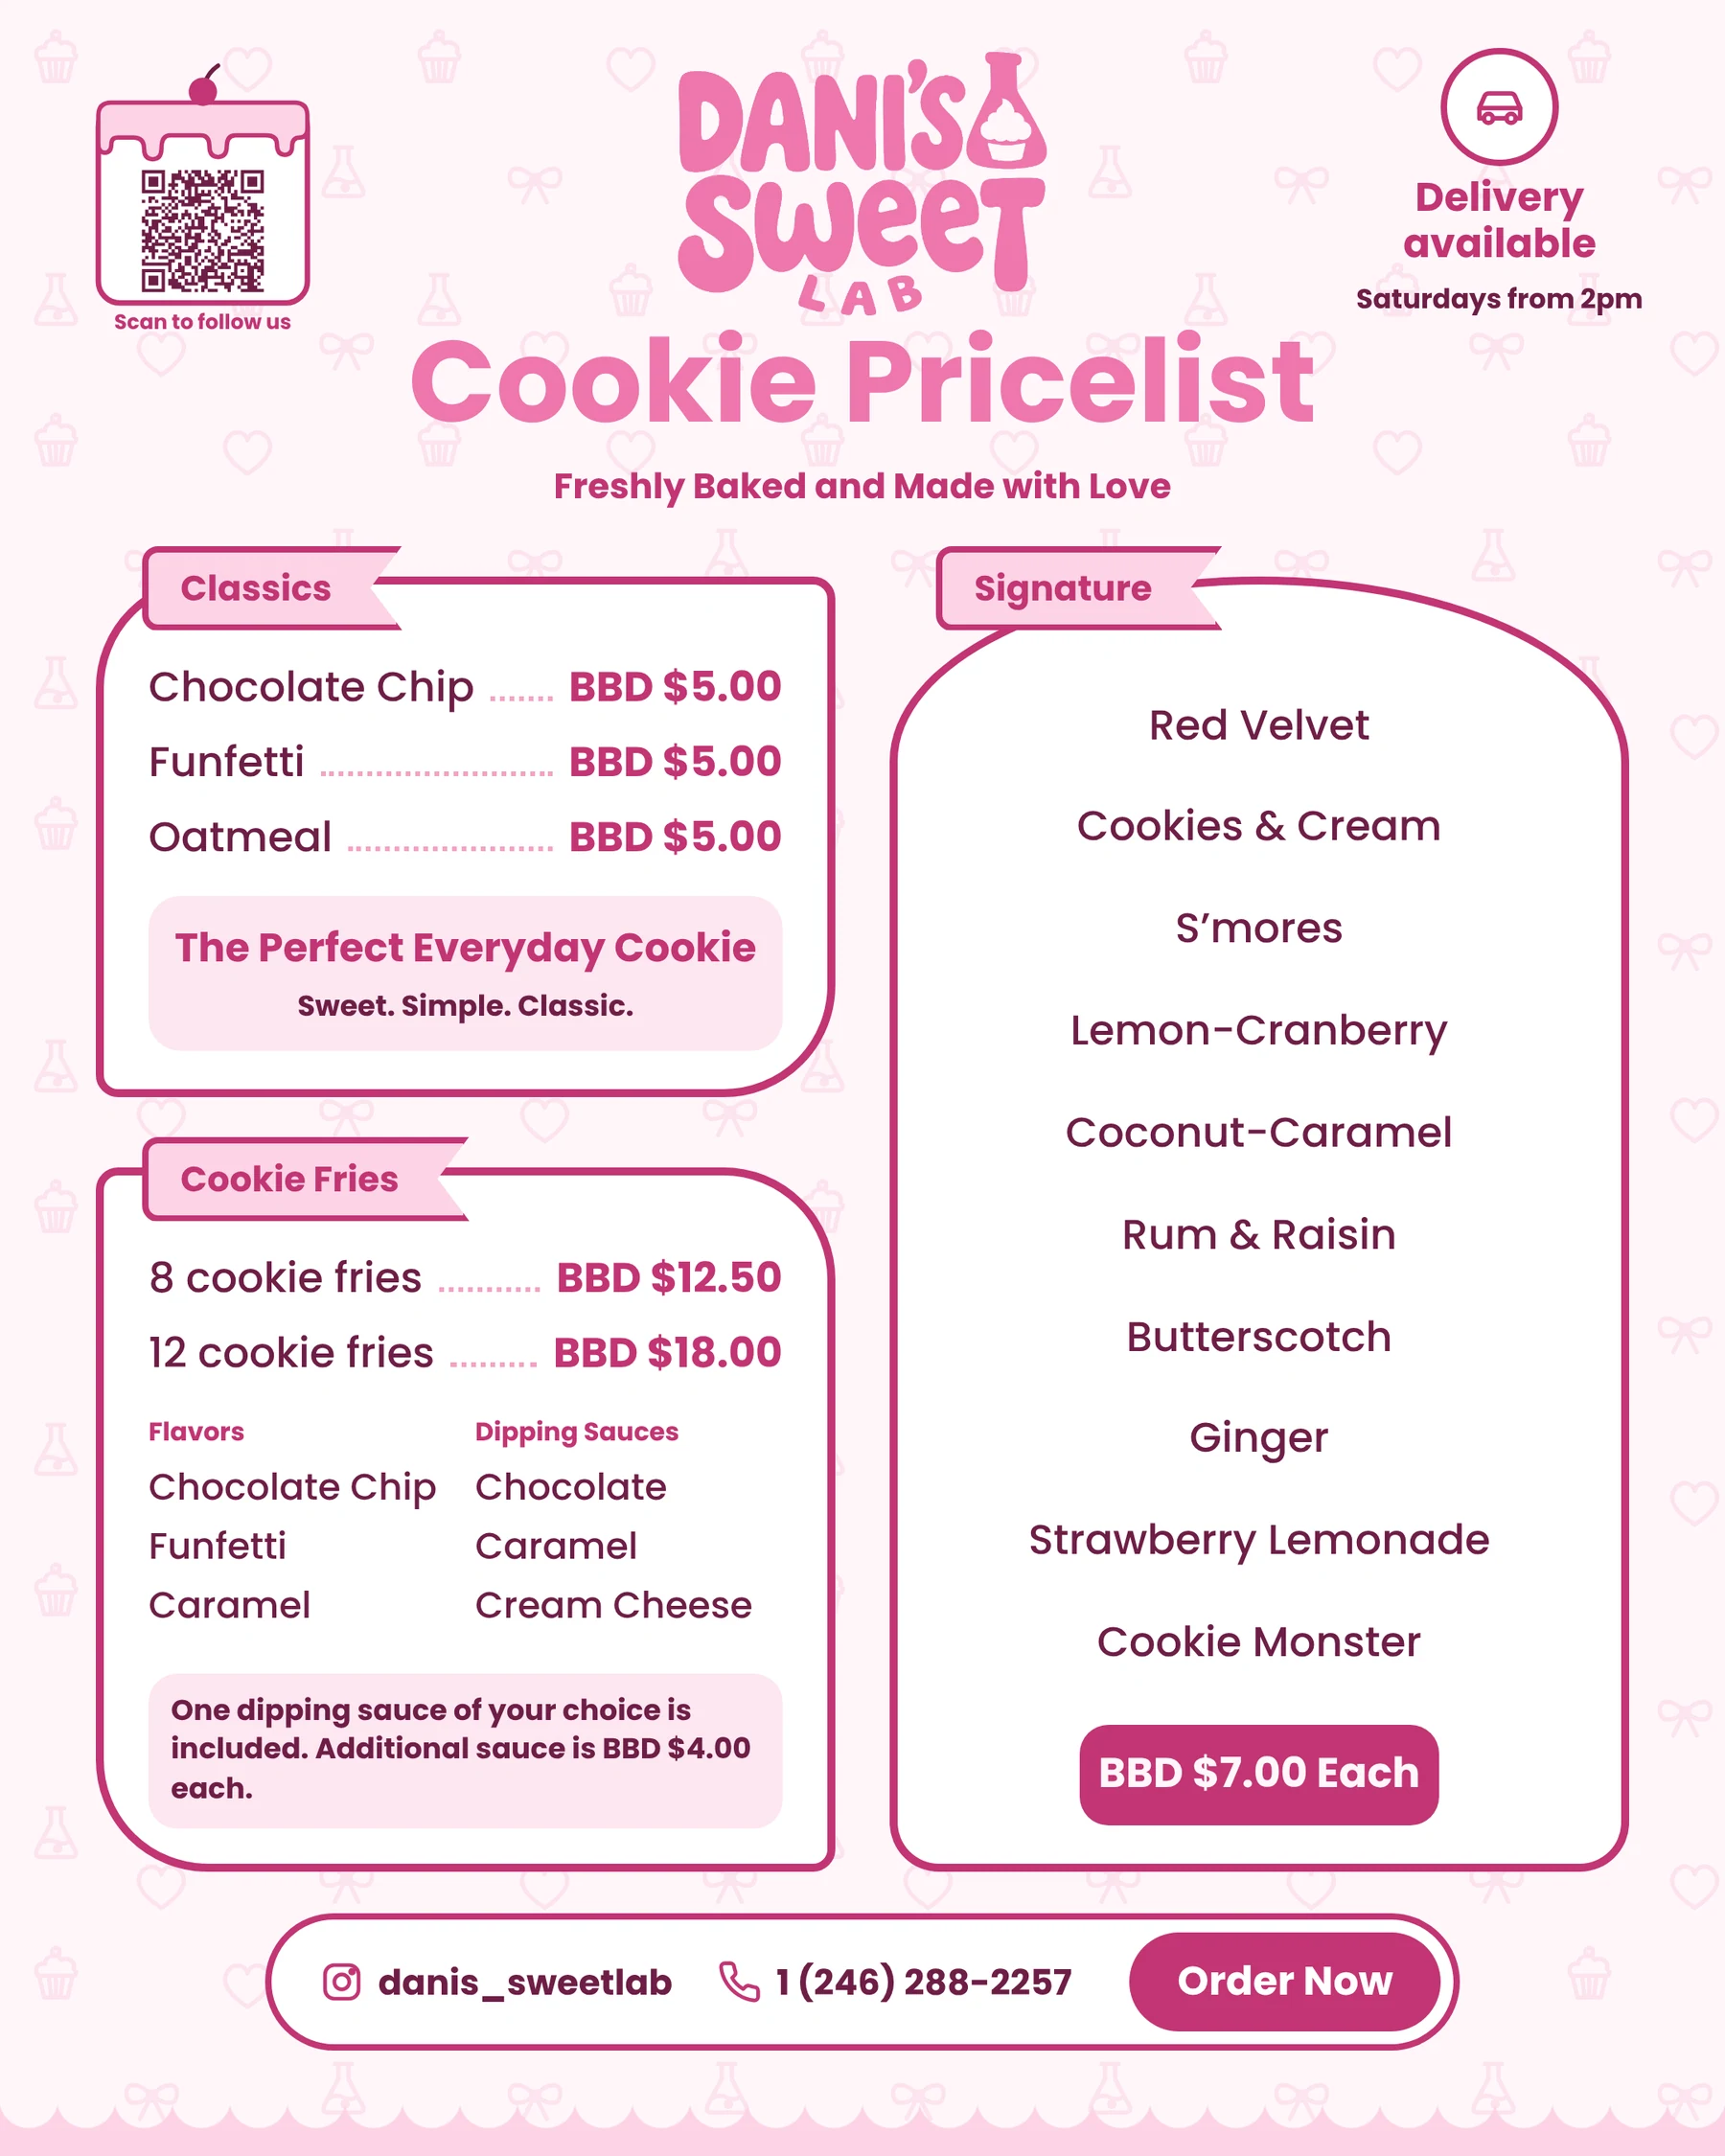 DANI'S
Sweet
LAB
Scan to follow us
Delivery
available
Saturdays from 2pm
Cookie Pricelist
Freshly Baked and Made with Love
Classics
Chocolate Chip BBD $5.00
Funfetti BBD $5.00
Oatmeal BBD $5.00
The Perfect Everyday Cookie
Sweet. Simple. Classic.
Cookie Fries
8 cookie fries BBD $12.50
12 cookie fries BBD $18.00
Flavors
Chocolate Chip
Funfetti
Caramel
Dipping Sauces
Chocolate
Caramel
Cream Cheese
One dipping sauce of your choice is
included. Additional sauce is BBD $4.00
each.
Signature
Red Velvet
Cookies & Cream
S’mores
Lemon-Cranberry
Coconut-Caramel
Rum & Raisin
Butterscotch
Ginger
Strawberry Lemonade
Cookie Monster
BBD $7.00 Each
danis_sweetlab
1 (246) 288-2257
Order Now